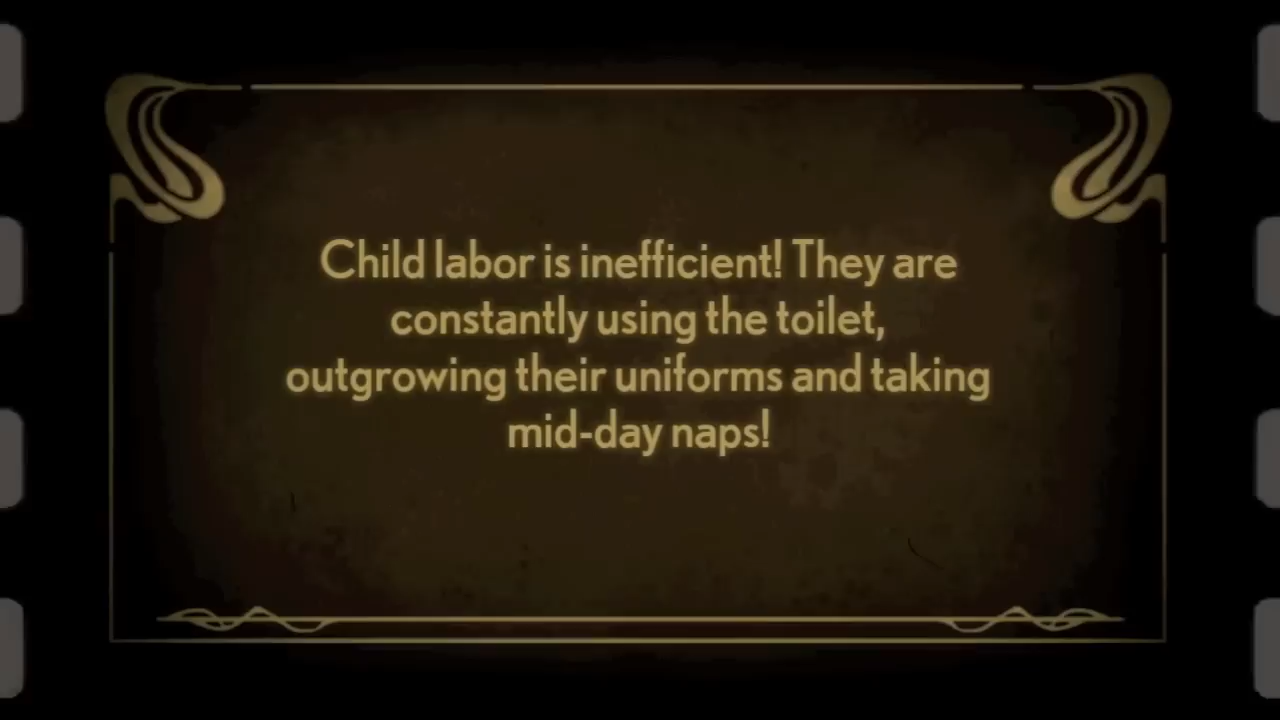 Child labor is inefficient! They are
constantly using the toilet,
outgrowing their uniforms and taking
mid-day naps!